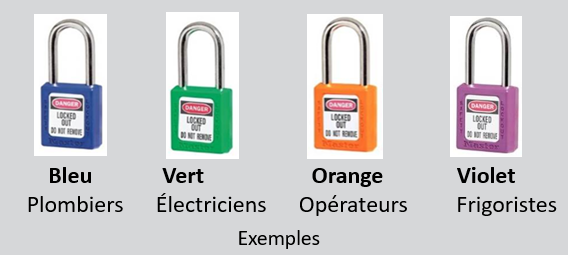 DANGER
LOCKED
OUT
DO NOT REMOVE
DANGER
LOCKED
OUT
DO NOT REMOVE
DANGER
LOCKED
OUT
DO NOT REMOVE
DANGER
LOCKED
OUT
DO NOT REMOVE
Bleu Vert Orange Violet
Plombiers Électriciens Opérateurs Frigoristes
Exemples